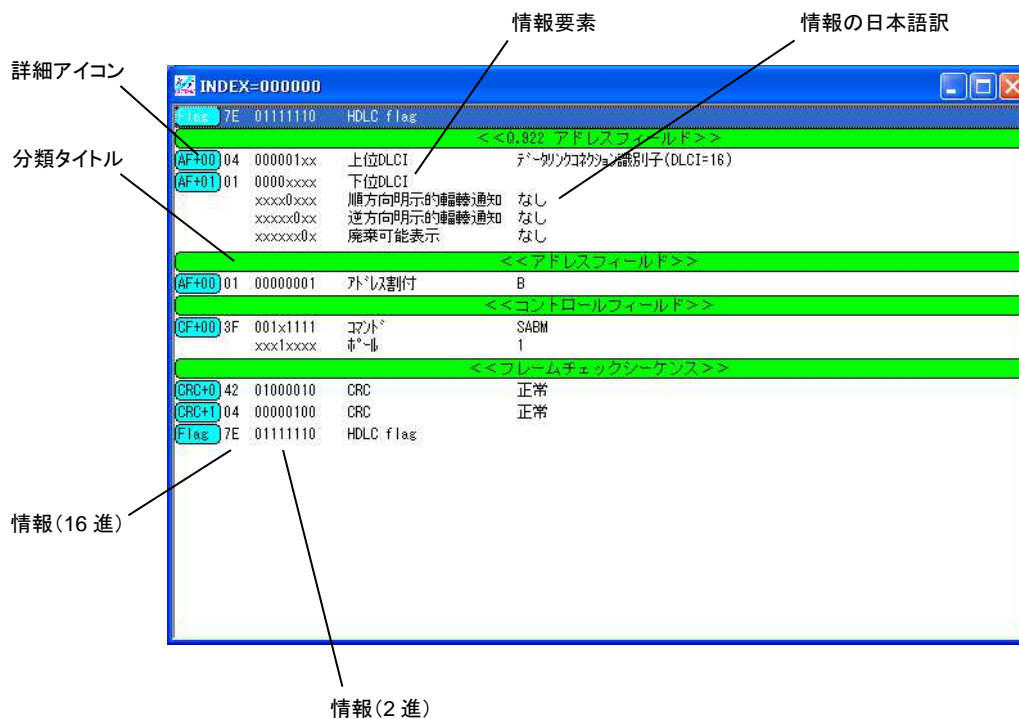 情報要素
情報の日本語訳
詳細アイコン
分類タイトル
INDEX=000000
Flag 7E 01111110 HDLC flag
<<Q.922 アドレスフィールド>>
AF+00 04 000001xx 上位DLCI ﾃﾞｰﾀﾘﾝｸｺﾈｸｼｮﾝ識別子(DLCI=16)
AF+01 01 0000xxxx 下位DLCI
xxxx0xxx 順方向明示的輻輳通知 なし
xxxxx0xx 逆方向明示的輻輳通知 なし
xxxxxx0x 廃棄可能表示 なし
<<アドレスフィールド>>
AF+00 01 00000001 ｱﾄﾞﾚｽ割付 B
<<コントロールフィールド>>
CF+00 3F 001x1111 ｺﾏﾝﾄﾞ SABM
xxx1xxxx ﾎﾟｰﾙ 1
<<フレームチェックシーケンス>>
CRC+0 42 01000010 CRC 正常
CRC+1 04 00000100 CRC 正常
Flag 7E 01111110 HDLC flag
情報(16 進)
情報(2 進)